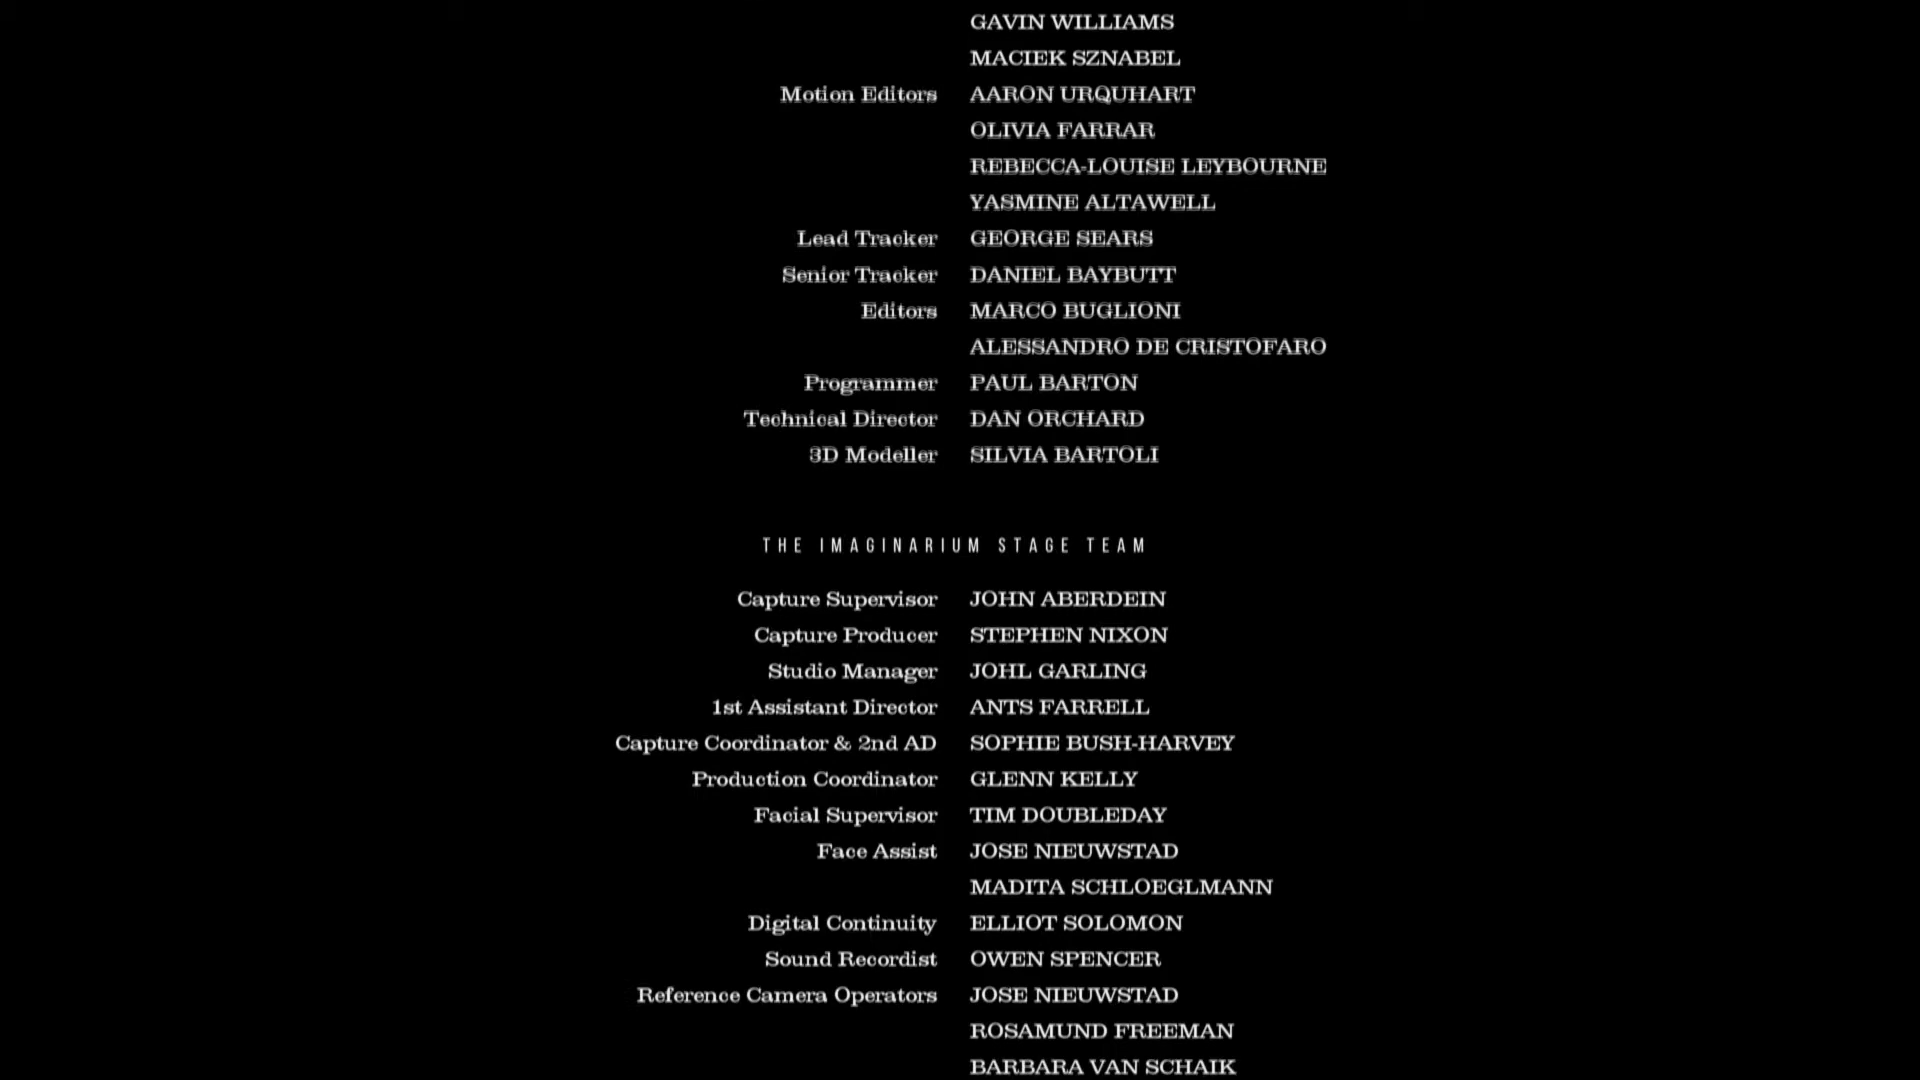 GAVIN WILLIAMS
MACIEK SZNABEL
Motion Editors AARON URQUHART
OLIVIA FARRAR
REBECCA-LOUISE LEYBOURNE
YASMINE ALTAWELL
Lead Tracker GEORGE SEARS
Senior Tracker DANIEL BAYBUTT
Editors MARCO BUGLIONI
ALESSANDRO DE CRISTOFARO
Programmer PAUL BARTON
Technical Director DAN ORCHARD
3D Modeller SILVIA BARTOLI
THE IMAGINARIUM STAGE TEAM
Capture Supervisor JOHN ABERDEIN
Capture Producer STEPHEN NIXON
Studio Manager JOHL GARLING
1st Assistant Director ANTS FARRELL
Capture Coordinator & 2nd AD SOPHIE BUSH-HARVEY
Production Coordinator GLENN KELLY
Facial Supervisor TIM DOUBLEDAY
Face Assist JOSE NIEUWSTAD
MADITA SCHLOEGLMANN
Digital Continuity ELLIOT SOLOMON
Sound Recordist OWEN SPENCER
Reference Camera Operators JOSE NIEUWSTAD
ROSAMUND FREEMAN
BARBARA VAN SCHAIK